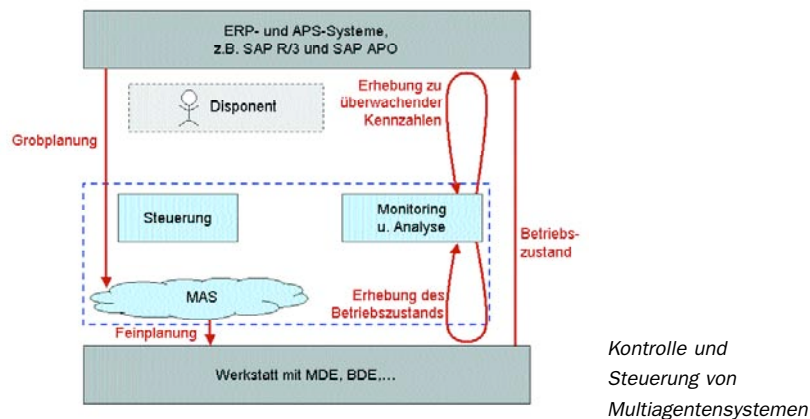 ERP- und APS-Systeme,
z.B. SAP R/3 und SAP APO
Disponent
Erhebung zu
überwachender
Kennzahlen
Grobplanung
Steuerung
Monitoring
u. Analyse
Betriebs-
zustand
MAS
Erhebung des
Betriebszustands
Feinplanung
Werkstatt mit MDE, BDE,...
Kontrolle und
Steuerung von
Multiagentensystemen